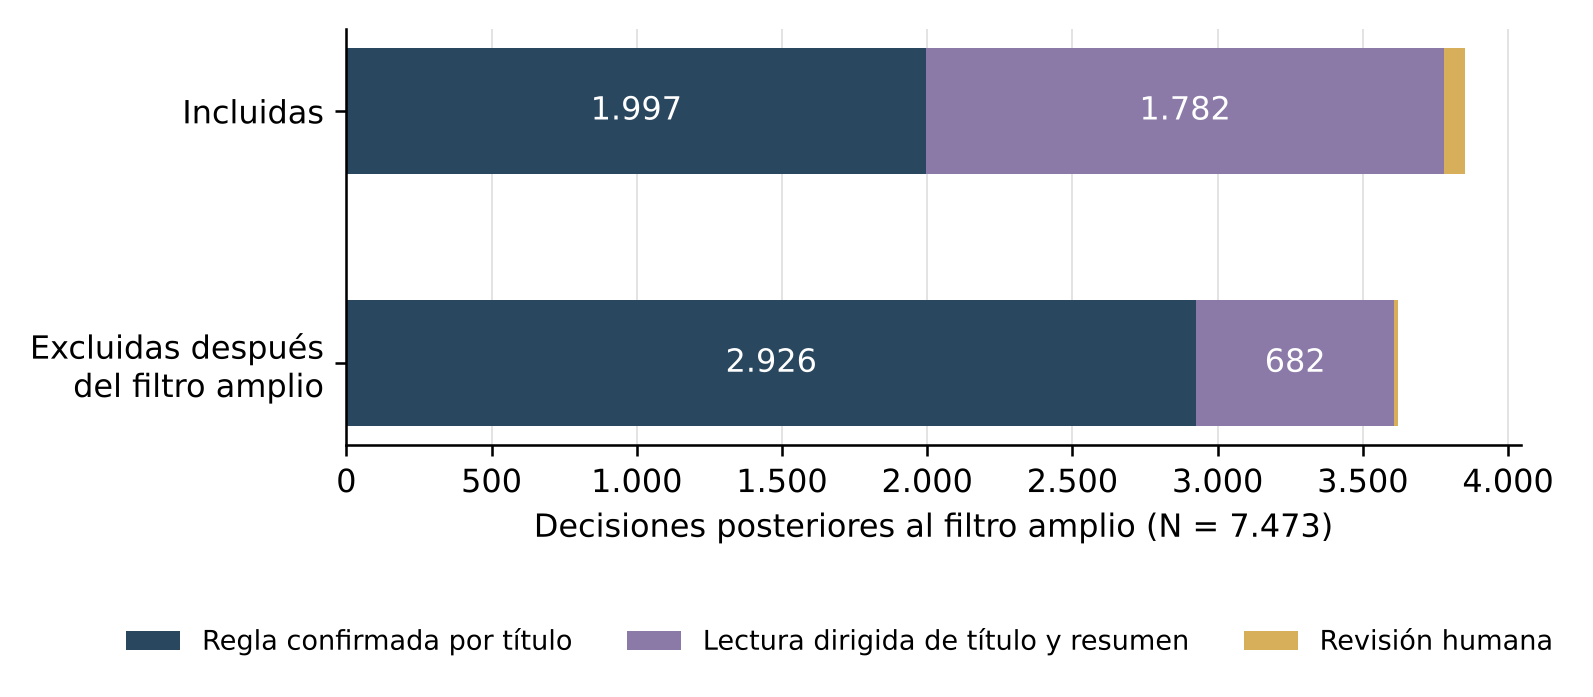 Incluidas
1.997
1.782
Excluidas después
del filtro amplio
2.926
682
0
500
1.000
1.500
2.000
2.500
3.000
3.500
4.000
Decisiones posteriores al filtro amplio (N = 7.473)
Regla confirmada por título
Lectura dirigida de título y resumen
Revisión humana